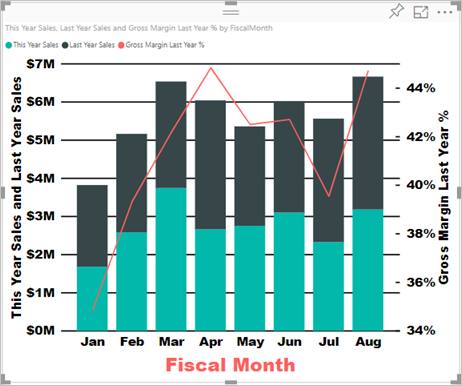 This Year Sales, Last Year Sales and Gross Margin Last Year % by FiscalMonth
This Year Sales Last Year Sales Gross Margin Last Year %
This Year Sales and Last Year Sales
$7M
$6M
$5M
$4M
$3M
$2M
$1M
$0M
44%
42%
40%
38%
36%
34%
Gross Margin Last Year %
Jan Feb Mar Apr May Jun Jul Aug
Fiscal Month